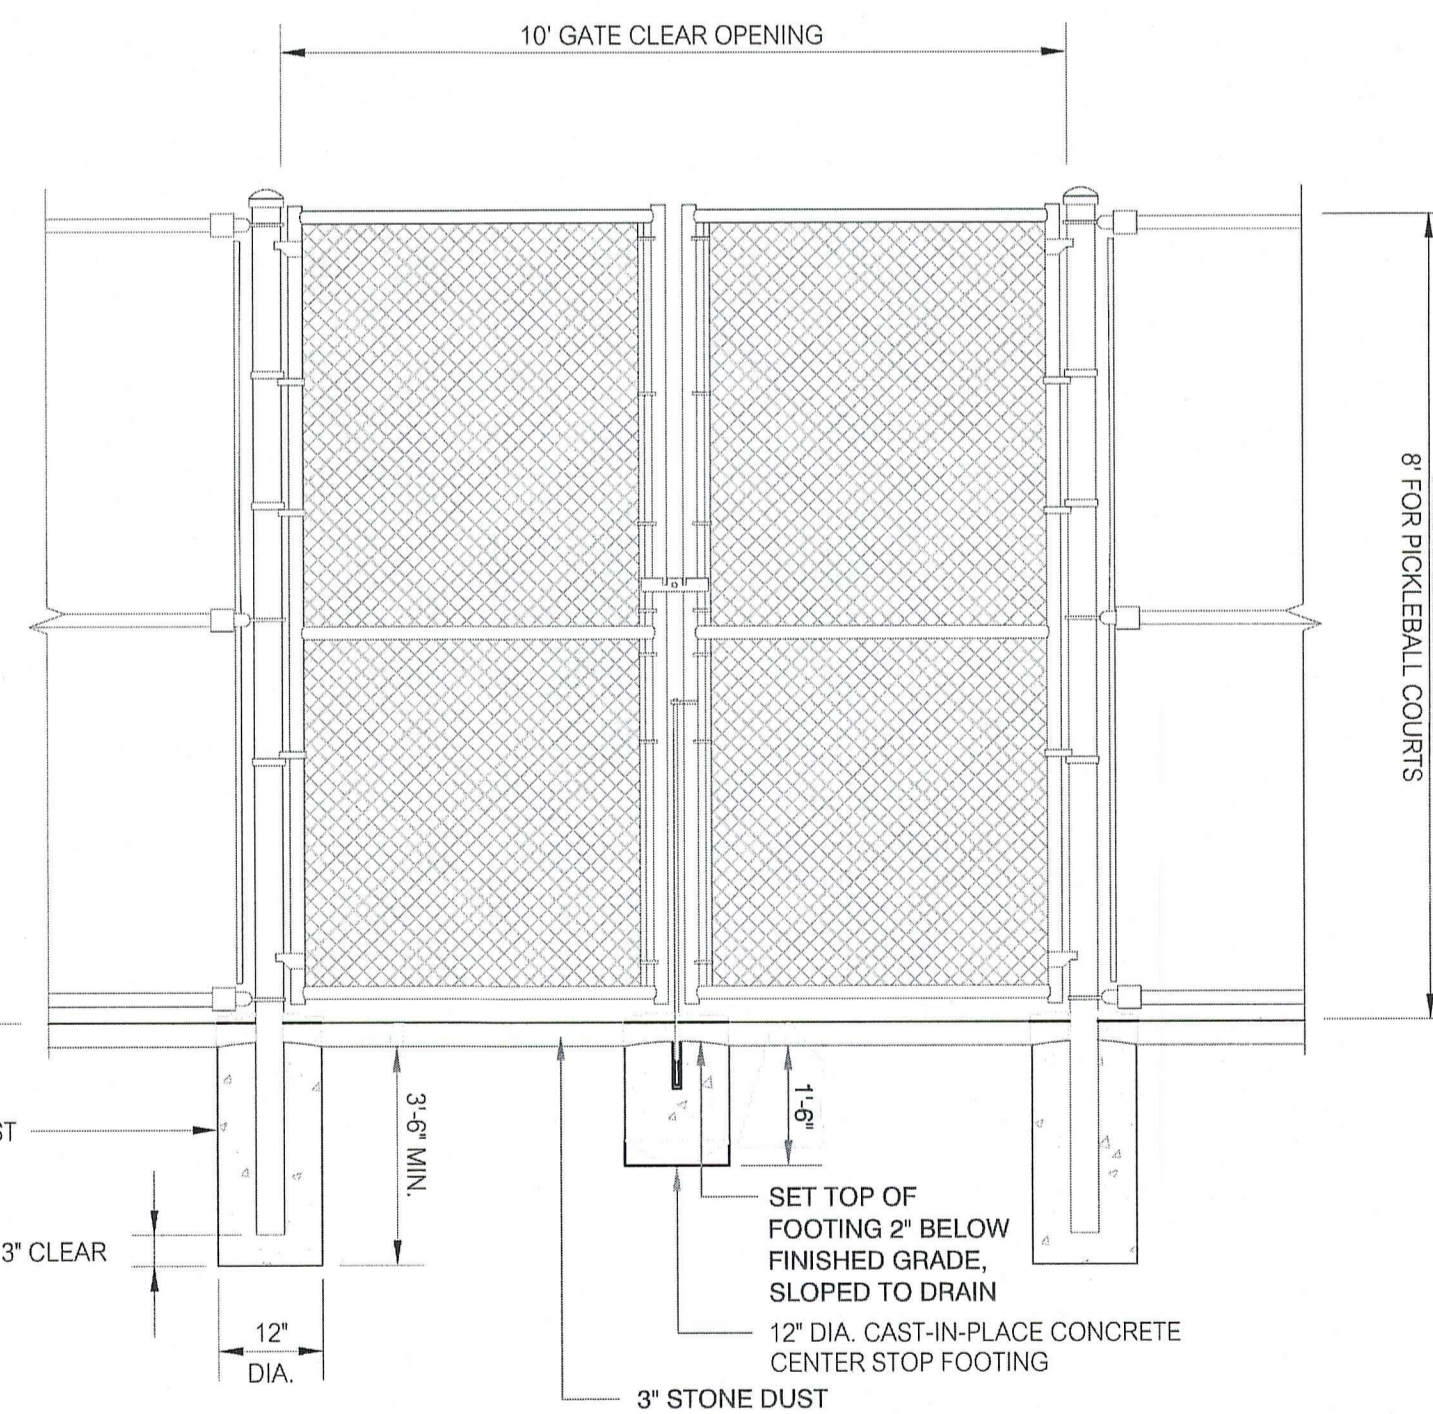 10' GATE CLEAR OPENING
8' FOR PICKLEBALL COURTS
3'-6" MIN.
1'-6"
ST
3" CLEAR
12"
DIA.
SET TOP OF
FOOTING 2" BELOW
FINISHED GRADE,
SLOPED TO DRAIN
12" DIA. CAST-IN-PLACE CONCRETE
CENTER STOP FOOTING
3" STONE DUST